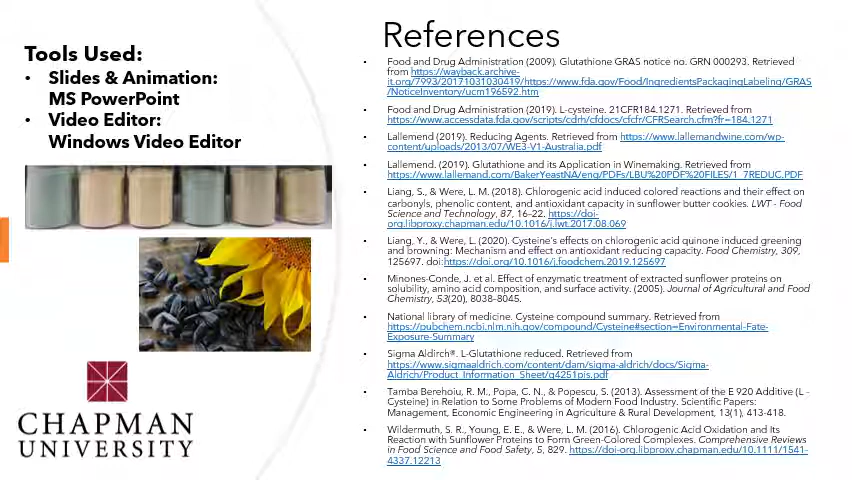 Tools Used:
• Slides & Animation:
MS PowerPoint
• Video Editor:
Windows Video Editor
CHAPMAN
UNIVERSITY
References
• Food and Drug Administration (2009). Glutathione GRAS notice no. GRN 000293. Retrieved
from https://wayback.archive-
it.org/7993/20171031030419/https://www.fda.gov/Food/IngredientsPackagingLabeling/GRAS
/NoticeInventory/ucm196592.htm
• Food and Drug Administration (2019). L-cysteine. 21CFR184.1271. Retrieved from
https://www.accessdata.fda.gov/scripts/cdrh/cfdocs/cfcfr/CFRSearch.cfm?fr=184.1271
• Lallemend (2019). Reducing Agents. Retrieved from https://www.lallemandwine.com/wp-
content/uploads/2013/07/WE3-V1-Australia.pdf
• Lallemend. (2019). Glutathione and its Application in Winemaking. Retrieved from
https://www.lallemand.com/BakerYeastNA/eng/PDFs/LBU%20PDF%20FILES/1_7REDUC.PDF
• Liang, S., & Were, L. M. (2018). Chlorogenic acid induced colored reactions and their effect on
carbonyls, phenolic content, and antioxidant capacity in sunflower butter cookies. LWT - Food
Science and Technology, 87, 16–22. https://doi-
org.libproxy.chapman.edu/10.1016/j.lwt.2017.08.069
• Liang, Y., & Were, L. (2020). Cysteine's effects on chlorogenic acid quinone induced greening
and browning: Mechanism and effect on antioxidant reducing capacity. Food Chemistry, 309,
125697. doi:https://doi.org/10.1016/j.foodchem.2019.125697
• Minones-Conde, J. et al. Effect of enzymatic treatment of extracted sunflower proteins on
solubility, amino acid composition, and surface activity. (2005). Journal of Agricultural and Food
Chemistry, 53(20), 8038-8045.
• National library of medicine. Cysteine compound summary. Retrieved from
https://pubchem.ncbi.nlm.nih.gov/compound/Cysteine#section=Environmental-Fate-
Exposure-Summary
• Sigma Aldirch®. L-Glutathione reduced. Retrieved from
https://www.sigmaaldrich.com/content/dam/sigma-aldrich/docs/Sigma-
Aldrich/Product_Information_Sheet/g4251pis.pdf
• Tamba Berehoiu, R. M., Popa, C. N., & Popescu, S. (2013). Assessment of the E 920 Additive (L -
Cysteine) in Relation to Some Problems of Modern Food Industry. Scientific Papers:
Management, Economic Engineering in Agriculture & Rural Development, 13(1), 413-418.
• Wildermuth, S. R., Young, E. E., & Were, L. M. (2016). Chlorogenic Acid Oxidation and Its
Reaction with Sunflower Proteins to Form Green-Colored Complexes. Comprehensive Reviews
in Food Science and Food Safety, 5, 829. https://doi-org.libproxy.chapman.edu/10.1111/1541-
4337.12213